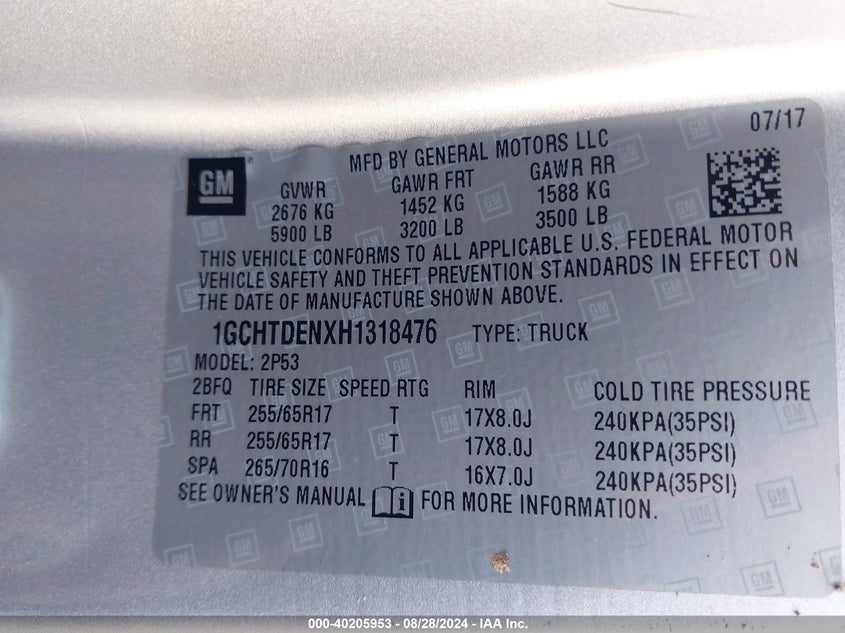 07/17
MFD BY GENERAL MOTORS LLC
GM
GVWR GAWR FRT GAWR RR
2676 KG 1452 KG 1588 KG
5900 LB 3200 LB 3500 LB
THIS VEHICLE CONFORMS TO ALL APPLICABLE U.S. FEDERAL MOTOR
VEHICLE SAFETY AND THEFT PREVENTION STANDARDS IN EFFECT ON
THE DATE OF MANUFACTURE SHOWN ABOVE.
1GCHTDENXH1318476 TYPE: TRUCK
MODEL: 2P53
2BFQ TIRE SIZE SPEED RTG RIM COLD TIRE PRESSURE
FRT 255/65R17 T 17X8.0J 240KPA(35PSI)
RR 255/65R17 T 17X8.0J 240KPA(35PSI)
SPA 265/70R16 T 16X7.0J 240KPA(35PSI)
SEE OWNER'S MANUAL FOR MORE INFORMATION.
000-40205953 - 08/28/2024 - IAA Inc.